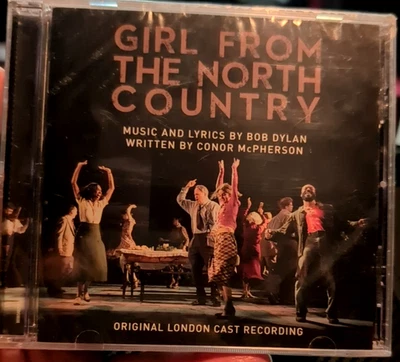 GIRL FROM
THE NORTH
COUNTRY
MUSIC AND LYRICS BY BOB DYLAN
WRITTEN BY CONOR McPHERSON
ORIGINAL LONDON CAST RECORDING